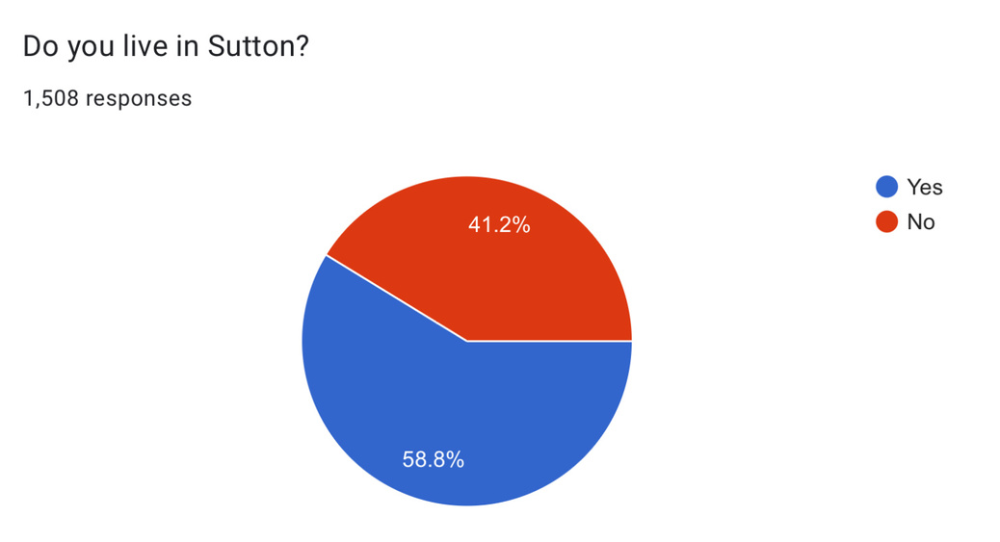 Do you live in Sutton?
1,508 responses
Yes
No
41.2%
58.8%